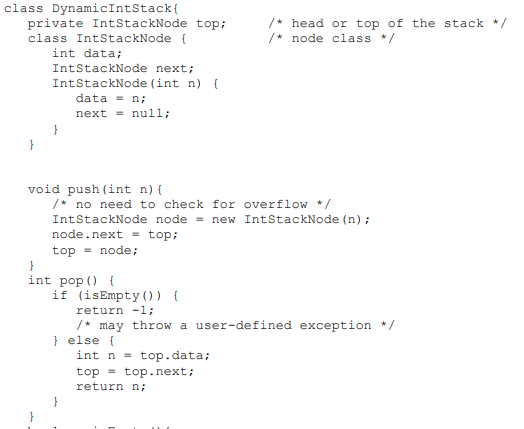 class DynamicIntStack{
   private IntStackNode top;     /* head or top of the stack */
   class IntStackNode {          /* node class */
      int data;
      IntStackNode next;
      IntStackNode(int n) {
         data = n;
         next = null;
      }
   }
   void push(int n){
      /* no need to check for overflow */
      IntStackNode node = new IntStackNode(n);
      node.next = top;
      top = node;
   }
   int pop() {
      if (isEmpty()) {
         return -1;
         /* may throw a user-defined exception */
      } else {
         int n = top.data;
         top = top.next;
         return n;
      }
   }